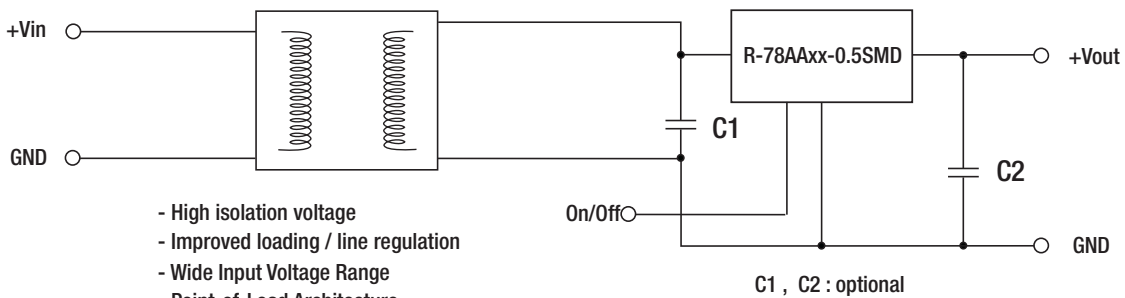 +Vin
R-78AAxx-0.5SMD
+Vout
C1
GND
C2
- High isolation voltage
On/Off
- Improved loading / line regulation
GND
- Wide Input Voltage Range
C1 , C2 : optional